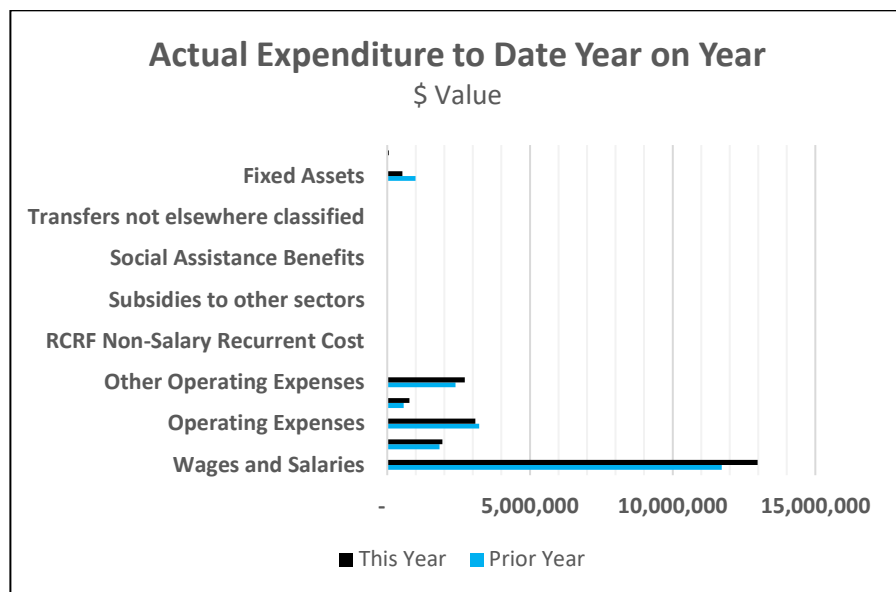 Actual Expenditure to Date Year on Year
$ Value
Fixed Assets
Transfers not elsewhere classified
Social Assistance Benefits
Subsidies to other sectors
RCRF Non-Salary Recurrent Cost
Other Operating Expenses
Operating Expenses
Wages and Salaries
- 5,000,000 10,000,000 15,000,000
This Year Prior Year